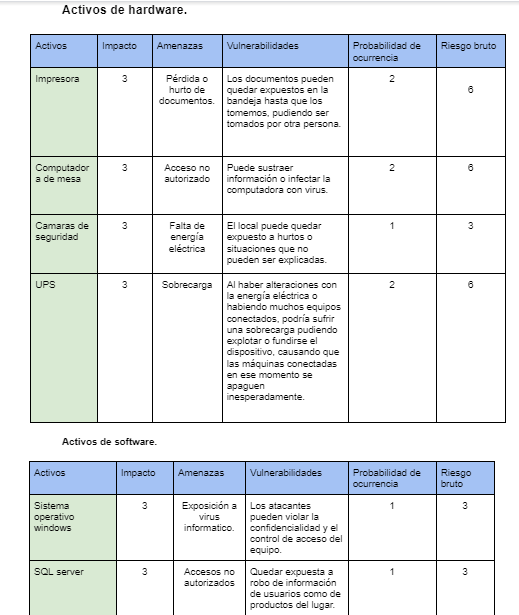 Activos de hardware.
Activos Impacto Amenazas Vulnerabilidades Probabilidad de ocurrencia Riesgo bruto
Impresora 3 Pérdida o hurto de documentos. Los documentos pueden quedar expuestos en la bandeja hasta que los tomemos, pudiendo ser tomados por otra persona. 2 6
Computador a de mesa 3 Acceso no autorizado Puede sustraer información o infectar la computadora con virus. 2 6
Camaras de seguridad 3 Falta de energía eléctrica El local puede quedar expuesto a hurtos o situaciones que no pueden ser explicadas. 1 3
UPS 3 Sobrecarga Al haber alteraciones con la energía eléctrica o habiendo muchos equipos conectados, podría sufrir una sobrecarga pudiendo explotar o fundirse el dispositivo, causando que las máquinas conectadas en ese momento se apaguen inesperadamente. 2 6
Activos de software.
Activos Impacto Amenazas Vulnerabilidades Probabilidad de ocurrencia Riesgo bruto
Sistema operativo windows 3 Exposición a virus informatico. Los atacantes pueden violar la confidencialidad y el control de acceso del equipo. 1 3
SQL server 3 Accesos no autorizados Quedar expuesta a robo de información de usuarios como de productos del lugar. 1 3